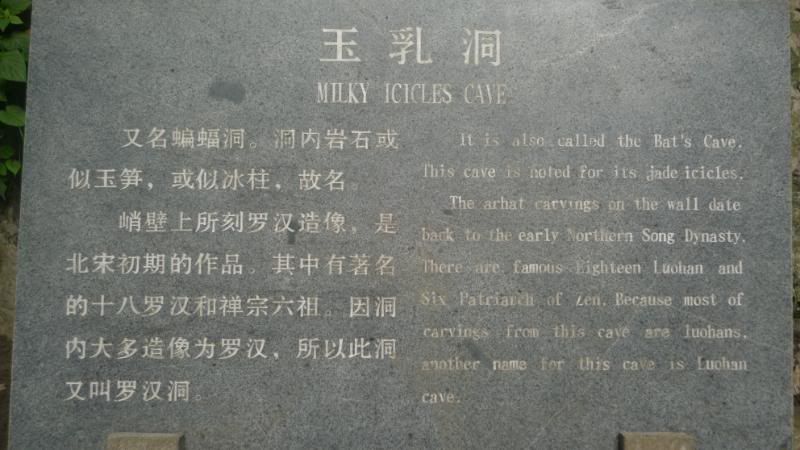 玉乳洞
MILKY ICICLES CAVE
又名蝙蝠洞。洞内岩石或
似玉笋，或似冰柱，故名。
峭壁上所刻罗汉造像，是
北宋初期的作品。其中有著名
的十八罗汉和禅宗六祖。因洞
内大多造像为罗汉，所以此洞
又叫罗汉洞。
It is also called the Bat's Cave.
This cave is noted for its jade icicles.
The arhat carvings on the wall date
back to the early Northern Song Dynasty.
There are famous Eighteen Luohan and
Six Patriarch of Zen. Because most of
carvings from this cave are luohans,
another name for this cave is Luohan
cave.